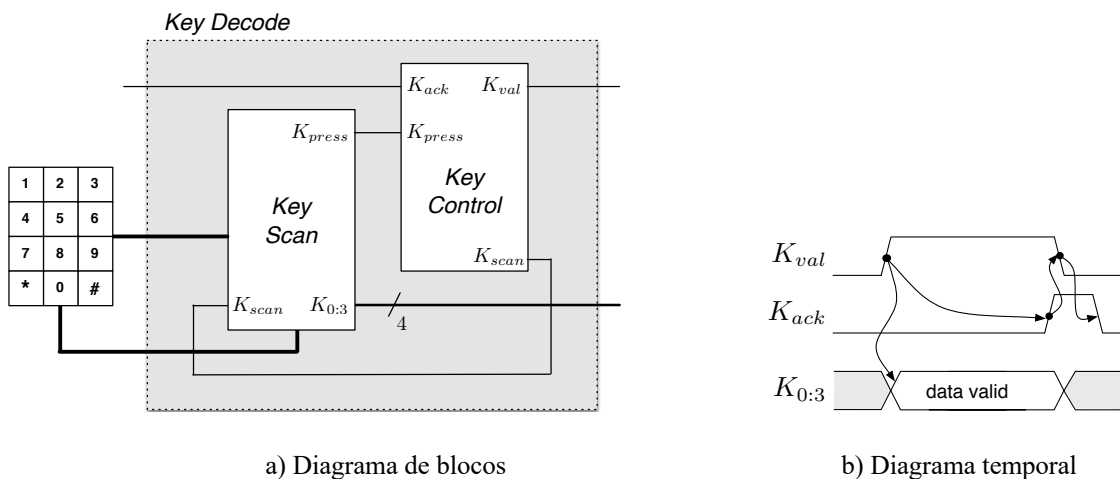 Key Decode
K_ack K_val
K_press K_press
Key
Control
Key
Scan
K_scan
K_scan K_0:3
4
1 2 3
4 5 6
7 8 9
* 0 #
a) Diagrama de blocos
K_val
K_ack
K_0:3 data valid
b) Diagrama temporal